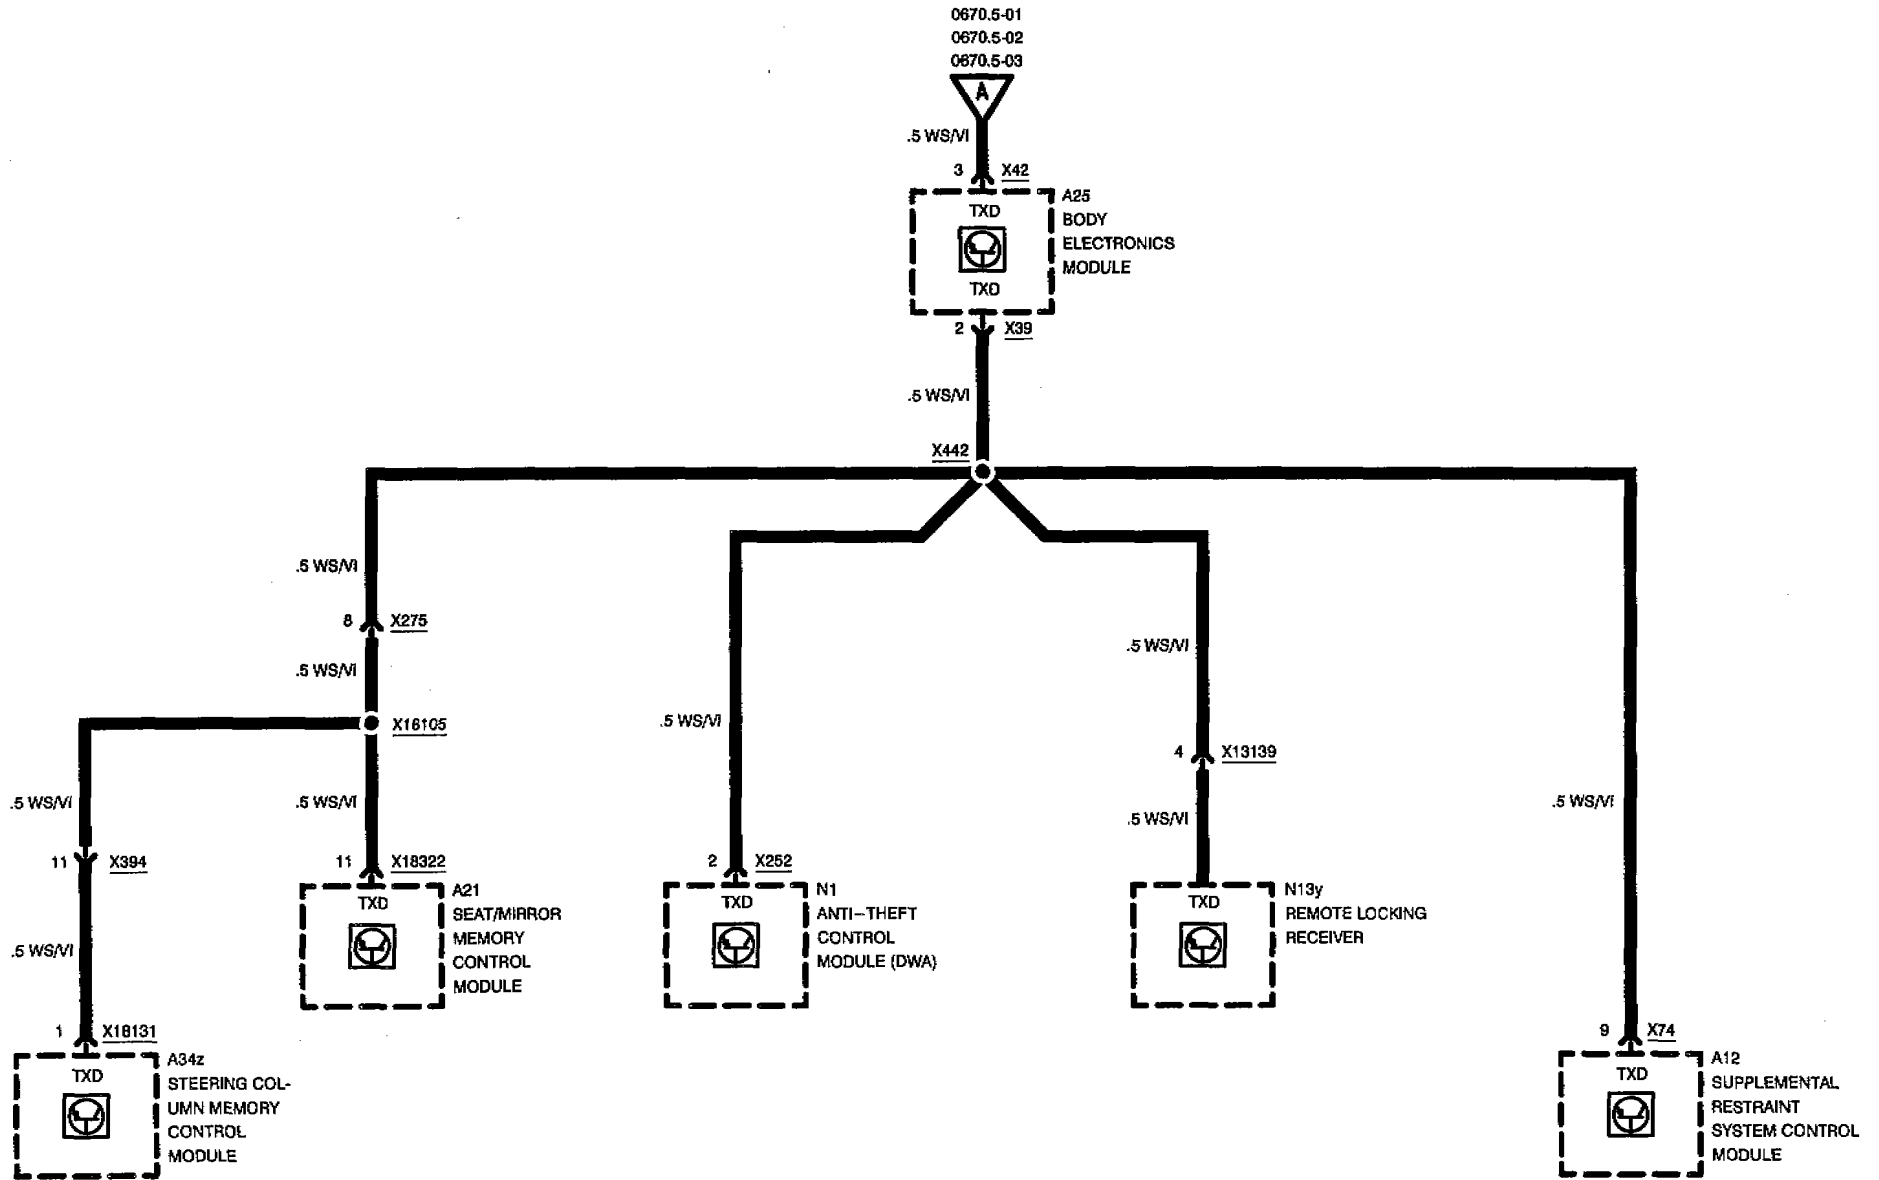 0670.5-01
0670.5-02
0670.5-03
A
.5 WS/VI
3 X42
A25
BODY
ELECTRONICS
MODULE
TXD
TXD
2 X39
.5 WS/VI
X442
.5 WS/VI
8 X275
.5 WS/VI
X18105
.5 WS/VI
11 X394
.5 WS/VI
1 X18131
A34z
STEERING COL-
UMN MEMORY
CONTROL
MODULE
TXD
.5 WS/VI
11 X18322
A21
SEAT/MIRROR
MEMORY
CONTROL
MODULE
TXD
.5 WS/VI
2 X252
N1
ANTI-THEFT
CONTROL
MODULE (DWA)
TXD
.5 WS/VI
4 X13139
.5 WS/VI
N13y
REMOTE LOCKING
RECEIVER
TXD
.5 WS/VI
9 X74
A12
SUPPLEMENTAL
RESTRAINT
SYSTEM CONTROL
MODULE
TXD